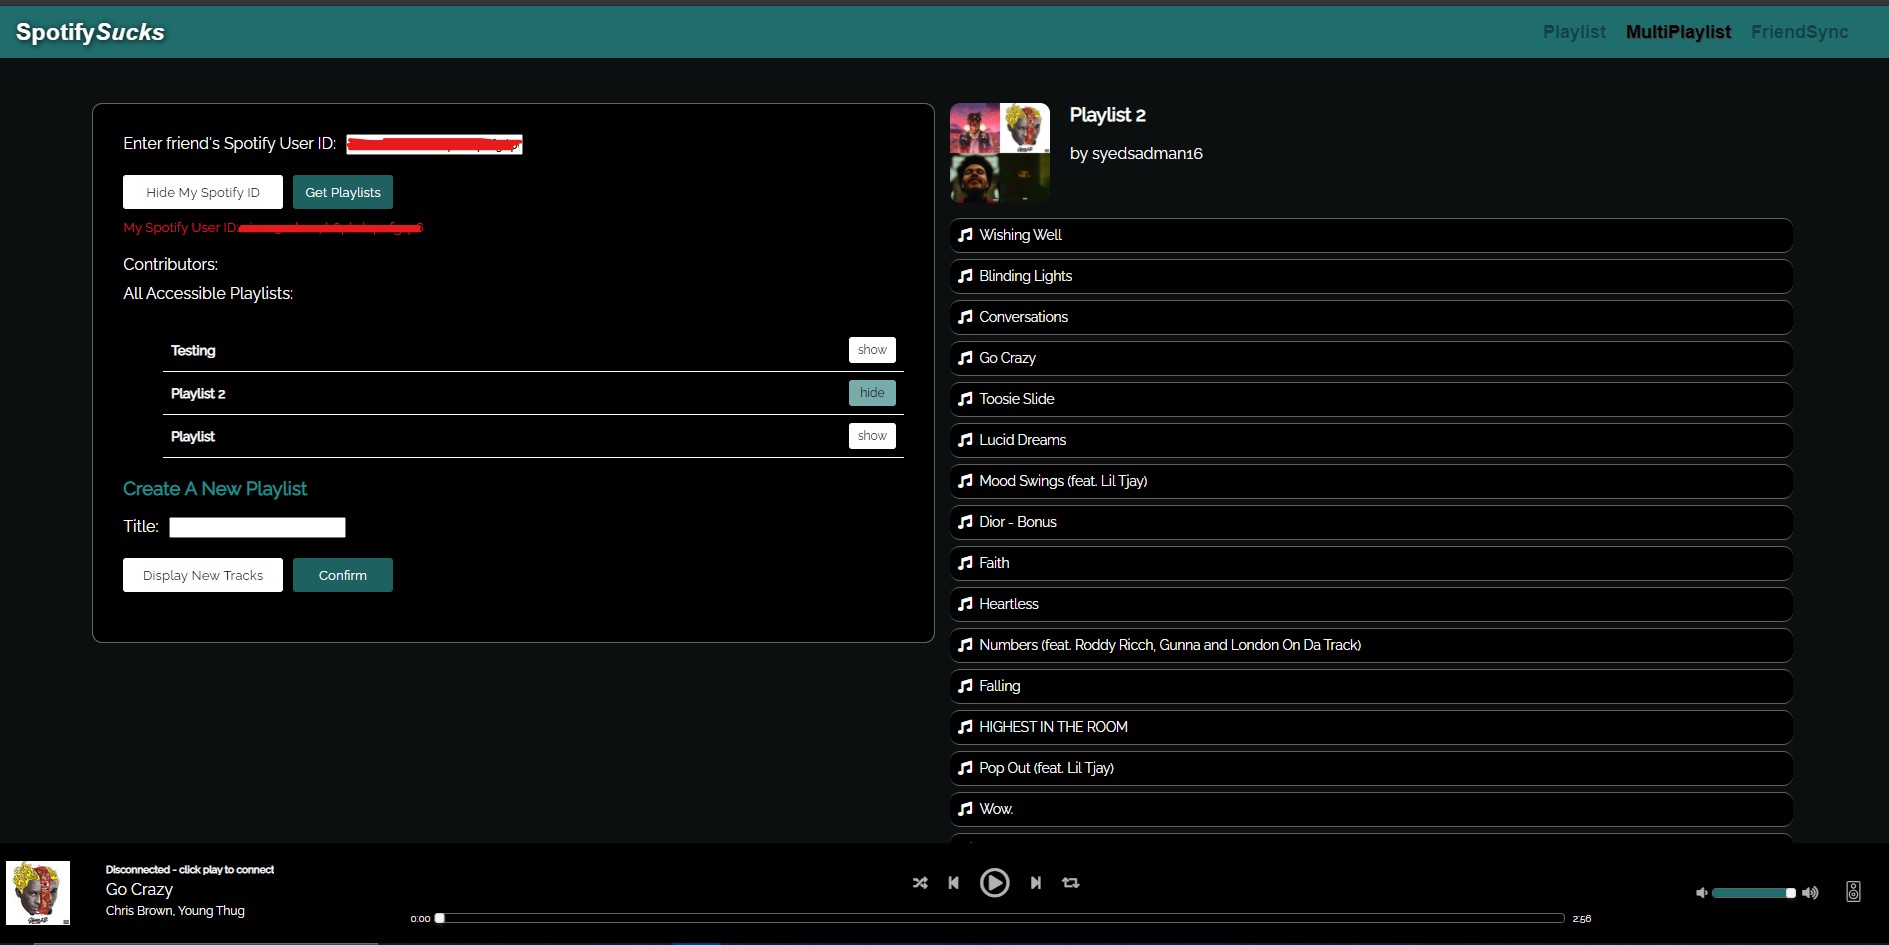 SpotifySucks
Playlist MultiPlaylist FriendSync
Enter friend's Spotify User ID:
Hide My Spotify ID Get Playlists
My Spotify User ID:
Contributors:
All Accessible Playlists:
Testing show
Playlist 2 hide
Playlist show
Create A New Playlist
Title:
Display New Tracks Confirm
Playlist 2
by syedsadman16
Wishing Well
Blinding Lights
Conversations
Go Crazy
Toosie Slide
Lucid Dreams
Mood Swings (feat. Lil Tjay)
Dior - Bonus
Faith
Heartless
Numbers (feat. Roddy Ricch, Gunna and London On Da Track)
Falling
HIGHEST IN THE ROOM
Pop Out (feat. Lil Tjay)
Wow.
Disconnected - click play to connect
Go Crazy
Chris Brown, Young Thug
0:00 2:56